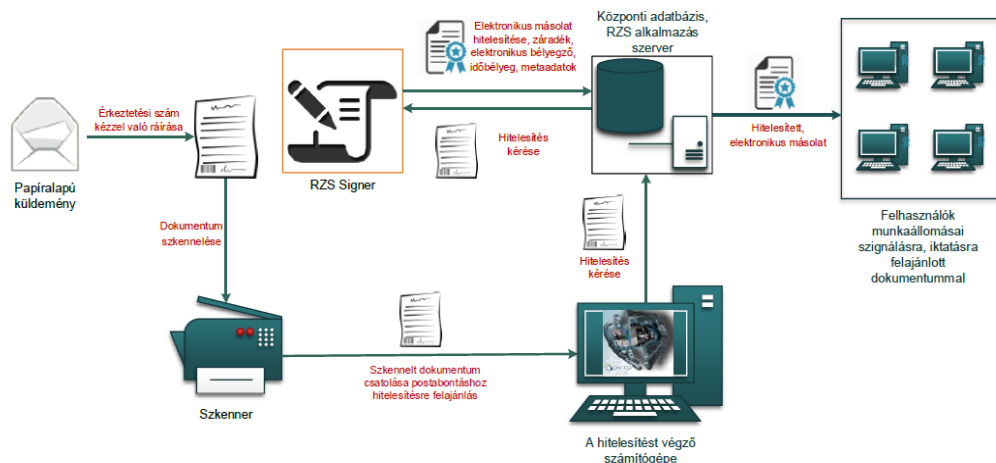 Elektronikus másolat
hitelesítése, záradék,
elektronikus bélyegző,
időbélyeg, metaadatok
Központi adatbázis,
RZS alkalmazás
szerver
Érkeztetési szám
kézzel való ráírása
Hitelesítés
kérése
Hitelesített,
elektronikus másolat
Papíralapú
küldemény
RZS Signer
Dokumentum
szkennelése
Hitelesítés
kérése
Felhasználók
munkaállomásai
szignálásra, iktatásra
felajánlott
dokumentummal
Szkennelt dokumentum
csatolása postabontáshoz
hitelesítésre felajánlás
Szkenner
A hitelesítést végző
számítógépe